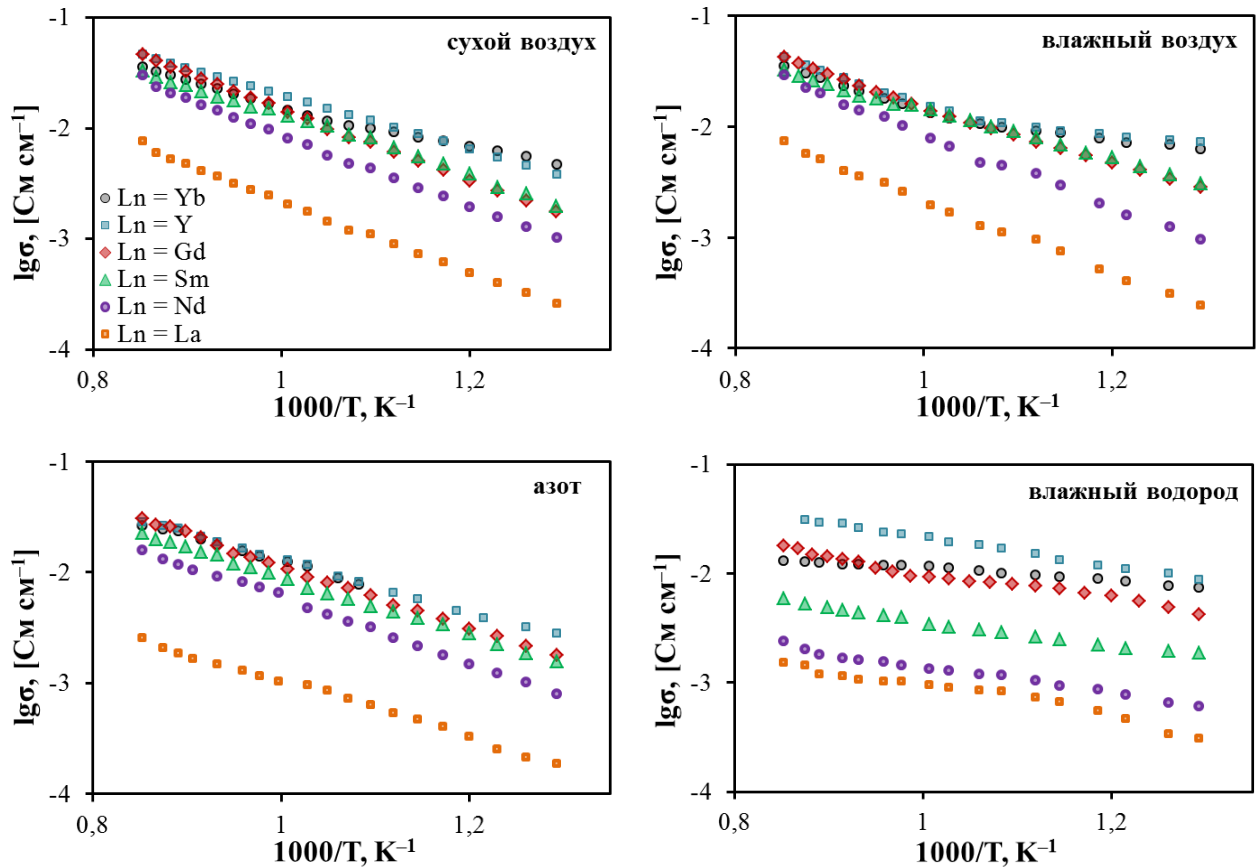 сухой воздух
-1
-2
-3
-4
lgσ, [См см⁻¹]
Ln = Yb
Ln = Y
Ln = Gd
Ln = Sm
Ln = Nd
Ln = La
0,8 1 1,2
1000/T, K⁻¹
влажный воздух
-1
-2
-3
-4
lgσ, [См см⁻¹]
0,8 1 1,2
1000/T, K⁻¹
азот
-1
-2
-3
-4
lgσ, [См см⁻¹]
0,8 1 1,2
1000/T, K⁻¹
влажный водород
-1
-2
-3
-4
lgσ, [См см⁻¹]
0,8 1 1,2
1000/T, K⁻¹